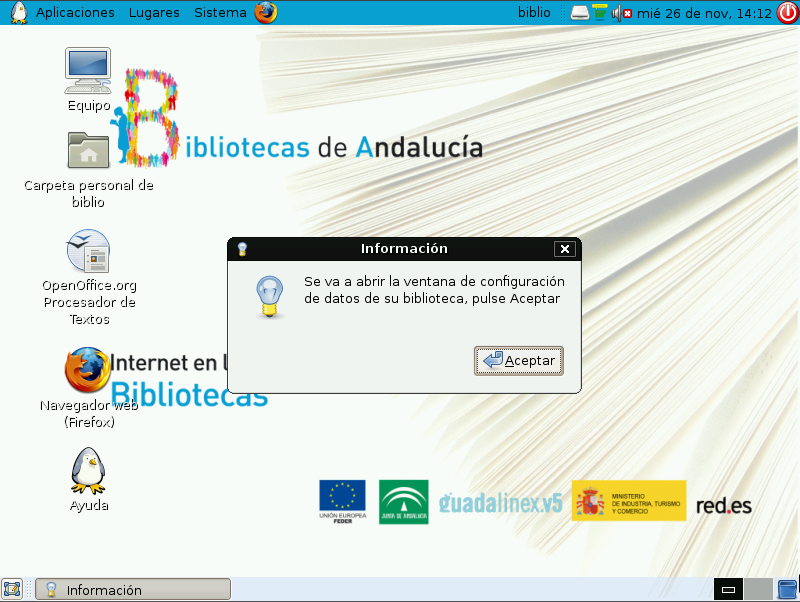 Aplicaciones Lugares Sistema biblio mié 26 de nov, 14:12
Equipo
Bibliotecas de Andalucía
Carpeta personal de
biblio
Información
Se va a abrir la ventana de configuración
de datos de su biblioteca, pulse Aceptar
Aceptar
OpenOffice.org
Procesador de
Textos
Internet en l
Bibliotecas
Navegador web
(Firefox)
Ayuda
UNIÓN EUROPEA
FEDER
JUNTA DE ANDALUCIA
guadalinex.v5
MINISTERIO
DE INDUSTRIA, TURISMO
Y COMERCIO
red.es
Información